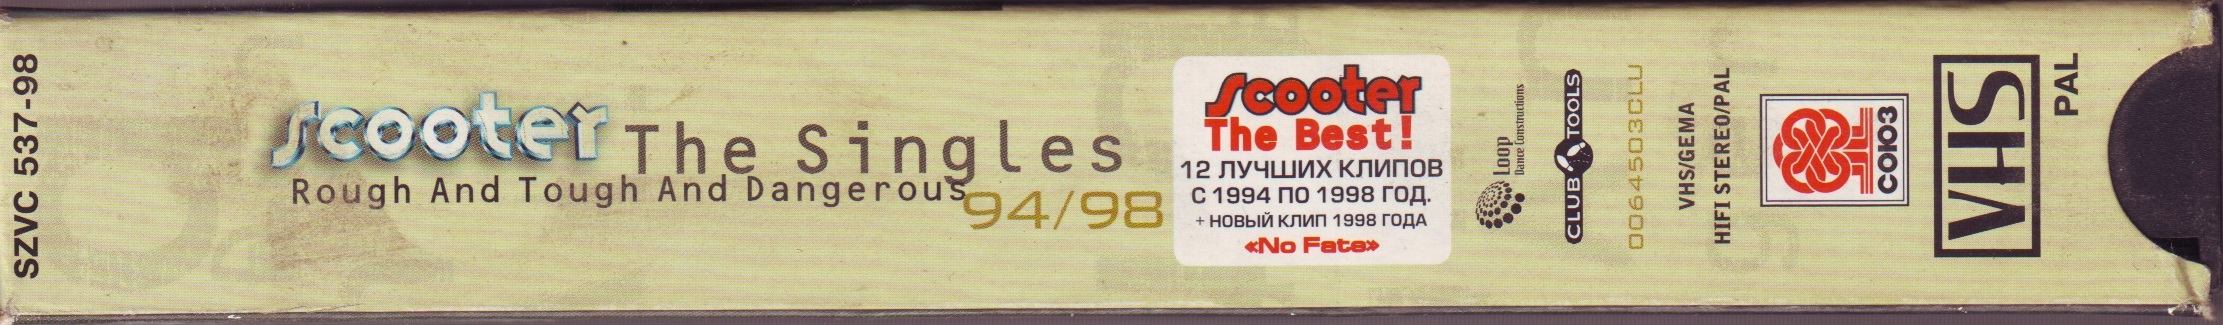 SZVC 537-98
scooter
The Singles
Rough And Tough And Dangerous
94/98
scooter
The Best!
12 ЛУЧШИХ КЛИПОВ
С 1994 ПО 1998 ГОД.
+ НОВЫЙ КЛИП 1998 ГОДА
«No Fate»
Loop
Dance Constructions
CLUB TOOLS
0064503CLU
VHS/GEMA
HIFI STEREO/PAL
СОЮЗ
VHS
PAL